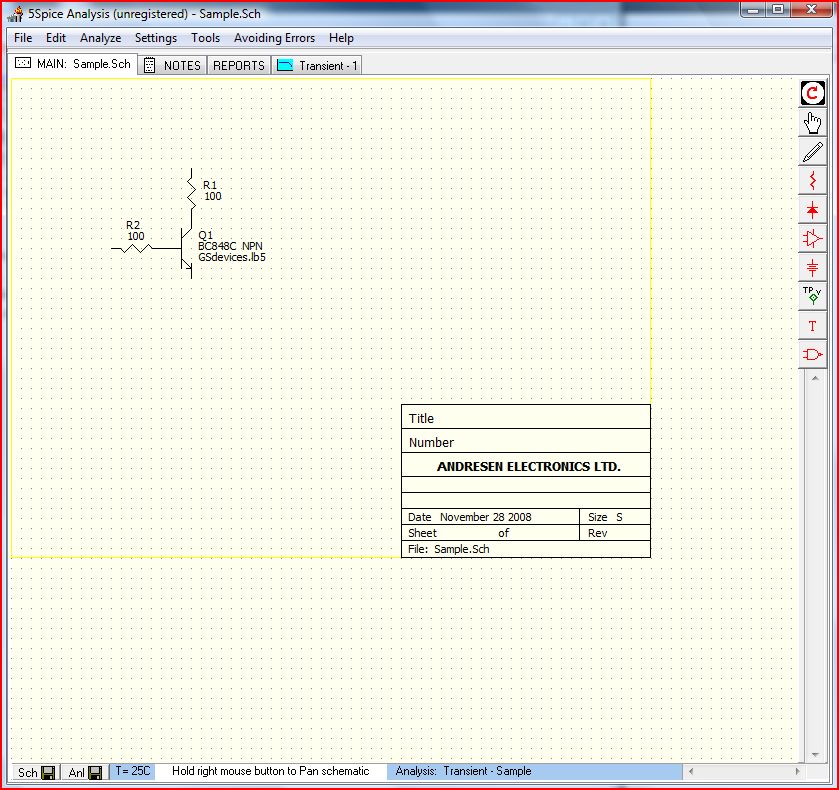 5Spice Analysis (unregistered) - Sample.Sch
File Edit Analyze Settings Tools Avoiding Errors Help
MAIN: Sample.Sch NOTES REPORTS Transient - 1
R1
100
R2
100
Q1
BC848C NPN
GSdevices.lb5
TP V
T
Title
Number
ANDRESEN ELECTRONICS LTD.
Date November 28 2008 Size S
Sheet of Rev
File: Sample.Sch
Sch Anl T= 25C Hold right mouse button to Pan schematic Analysis: Transient - Sample